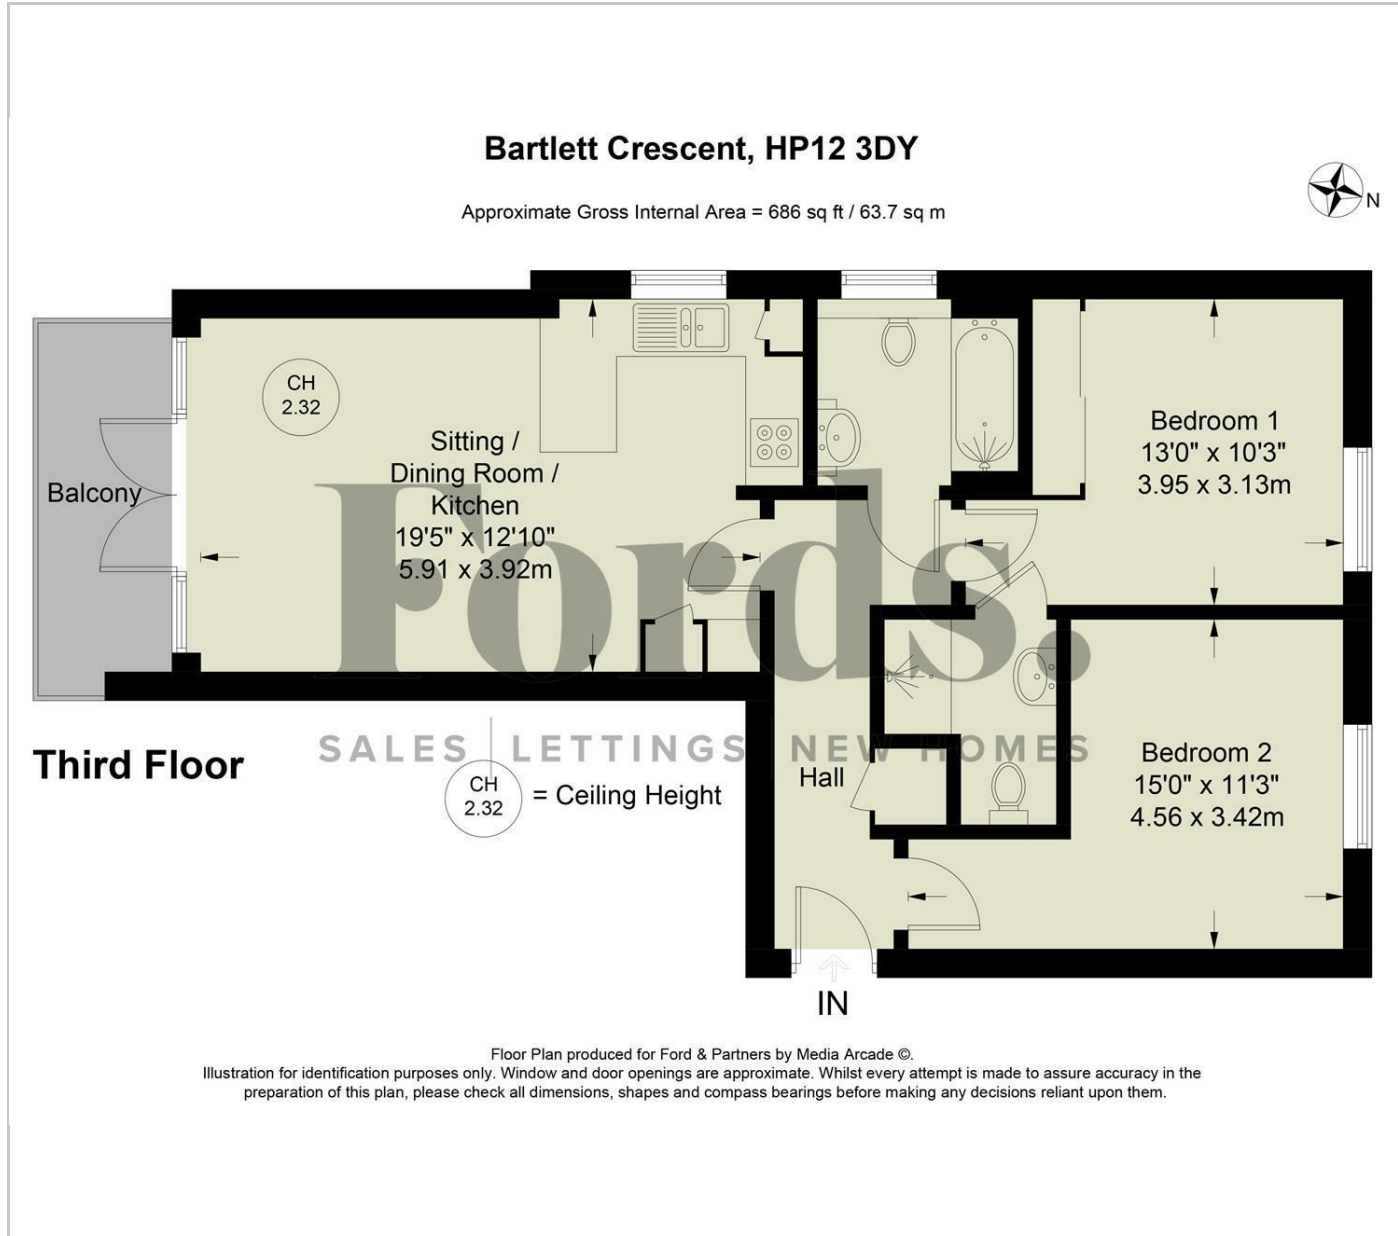 Bartlett Crescent, HP12 3DY
Approximate Gross Internal Area = 686 sq ft / 63.7 sq m
N
CH
2.32
Sitting /
Dining Room /
Kitchen
19'5" x 12'10"
5.91 x 3.92m
Balcony
Bedroom 1
13'0" x 10'3"
3.95 x 3.13m
Fords.
SALES | LETTINGS NEW HOMES
Third Floor
CH
2.32
= Ceiling Height
Hall
Bedroom 2
15'0" x 11'3"
4.56 x 3.42m
IN
Floor Plan produced for Ford & Partners by Media Arcade ©.
Illustration for identification purposes only. Window and door openings are approximate. Whilst every attempt is made to assure accuracy in the
preparation of this plan, please check all dimensions, shapes and compass bearings before making any decisions reliant upon them.